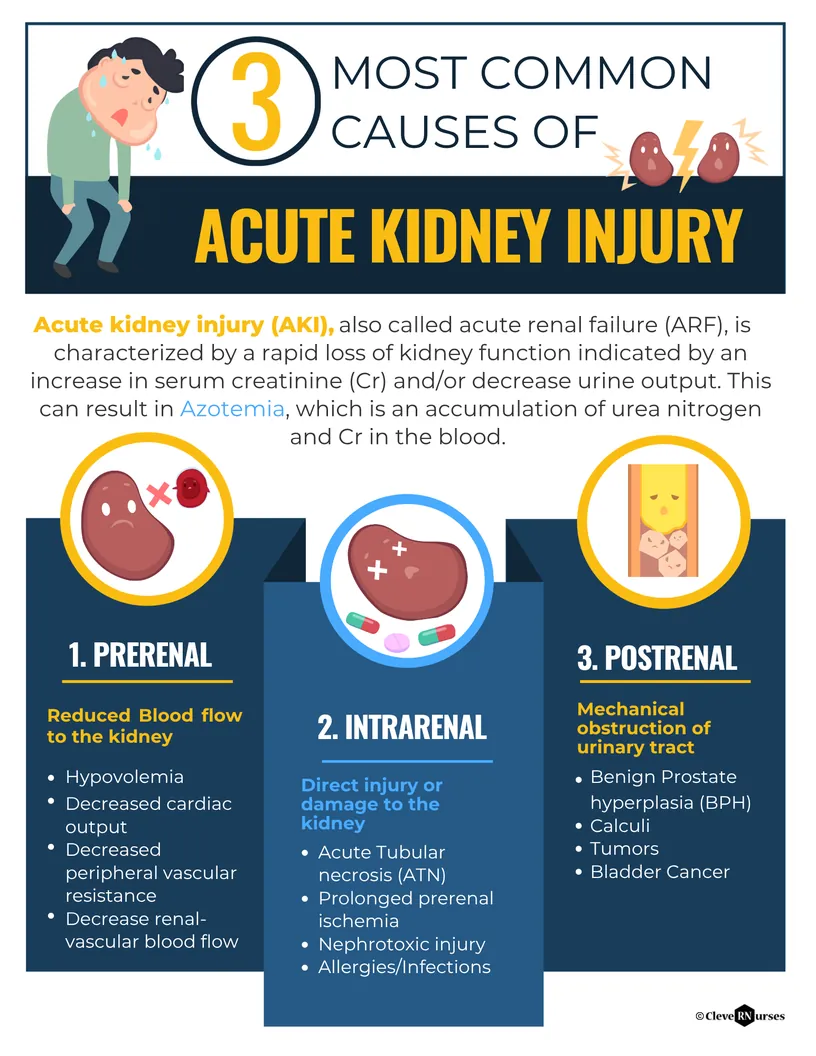 3
MOST COMMON
CAUSES OF
ACUTE KIDNEY INJURY
Acute kidney injury (AKI), also called acute renal failure (ARF), is
characterized by a rapid loss of kidney function indicated by an
increase in serum creatinine (Cr) and/or decrease urine output. This
can result in Azotemia, which is an accumulation of urea nitrogen
and Cr in the blood.
1. PRERENAL
Reduced Blood flow
to the kidney
• Hypovolemia
• Decreased cardiac
output
• Decreased
peripheral vascular
resistance
• Decrease renal-
vascular blood flow
2. INTRARENAL
Direct injury or
damage to the
kidney
• Acute Tubular
necrosis (ATN)
• Prolonged prerenal
ischemia
• Nephrotoxic injury
• Allergies/Infections
3. POSTRENAL
Mechanical
obstruction of
urinary tract
• Benign Prostate
hyperplasia (BPH)
• Calculi
• Tumors
• Bladder Cancer
©CleveRNurses